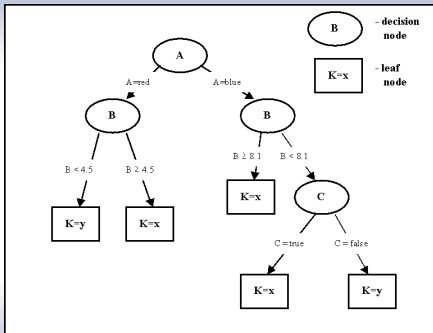 B
- decision
node
A
K=x
- leaf
node
A=red
A=blue
B
B
B < 4.5
B ≥ 4.5
B ≥ 8.1
B < 8.1
K=y
K=x
K=x
C
C = true
C = false
K=x
K=y